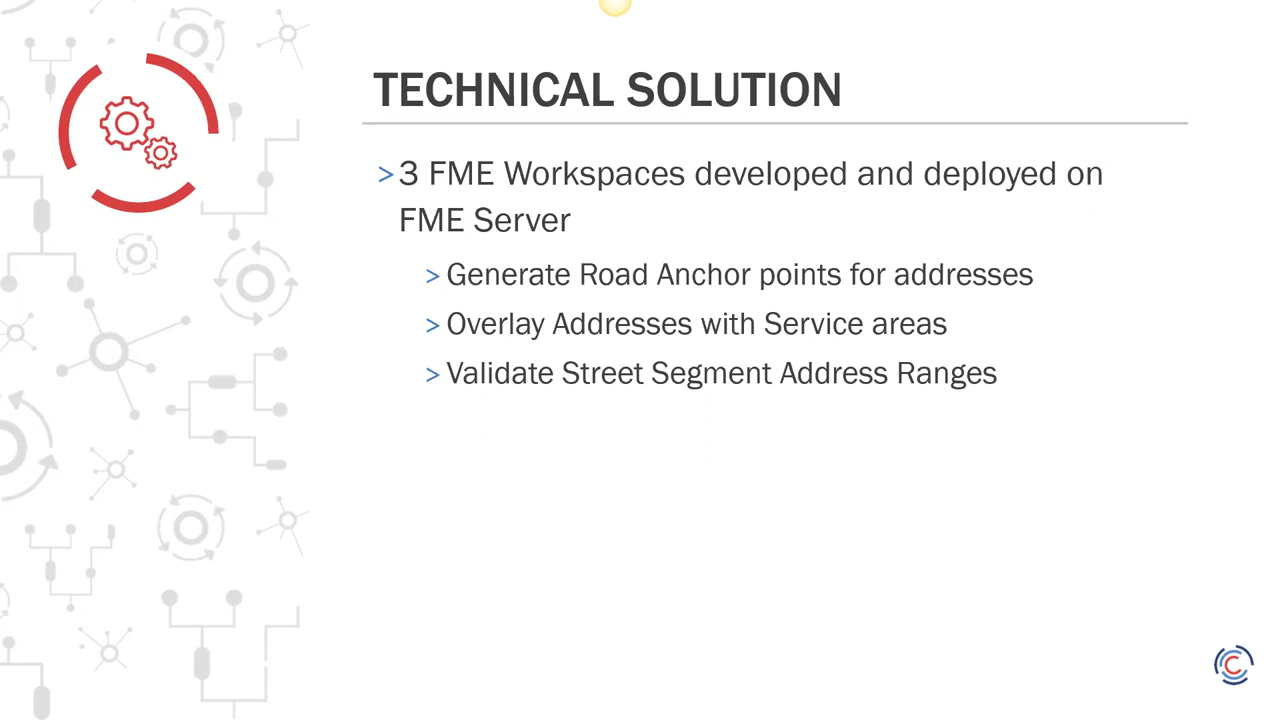 TECHNICAL SOLUTION
>3 FME Workspaces developed and deployed on
FME Server
> Generate Road Anchor points for addresses
> Overlay Addresses with Service areas
> Validate Street Segment Address Ranges
C